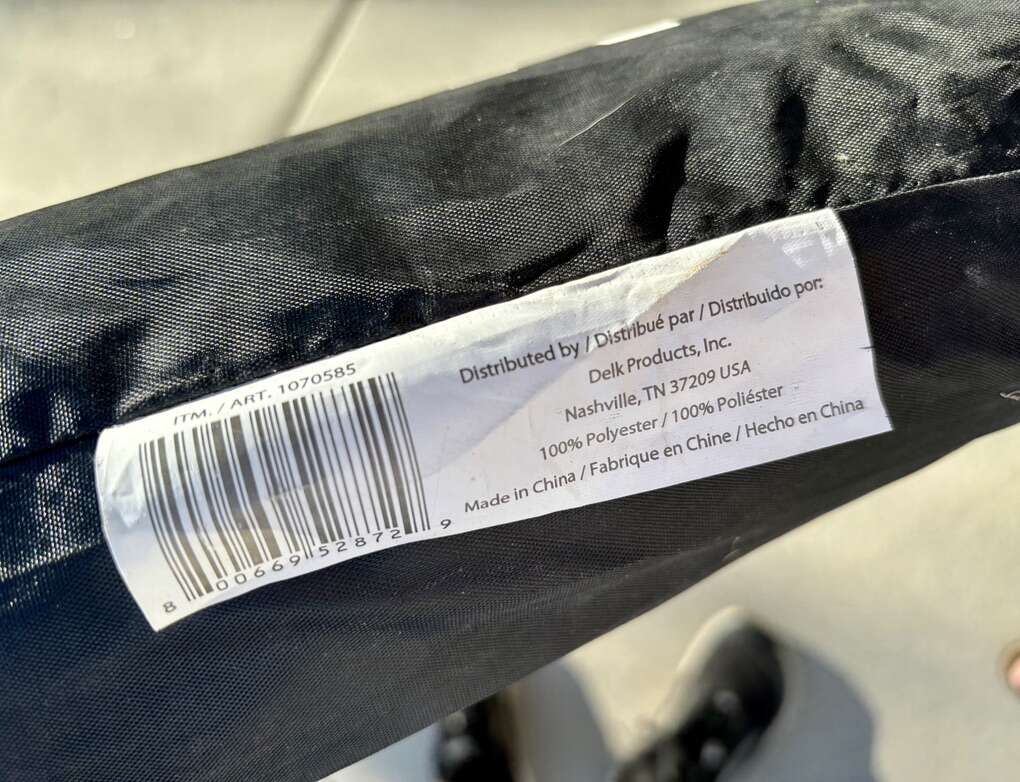 ITM. / ART. 1070585
8 00669 52872 9
Distributed by / Distribué par / Distribuido por:
Delk Products, Inc.
Nashville, TN 37209 USA
100% Polyester / 100% Poliéster
Made in China / Fabrique en Chine / Hecho en China